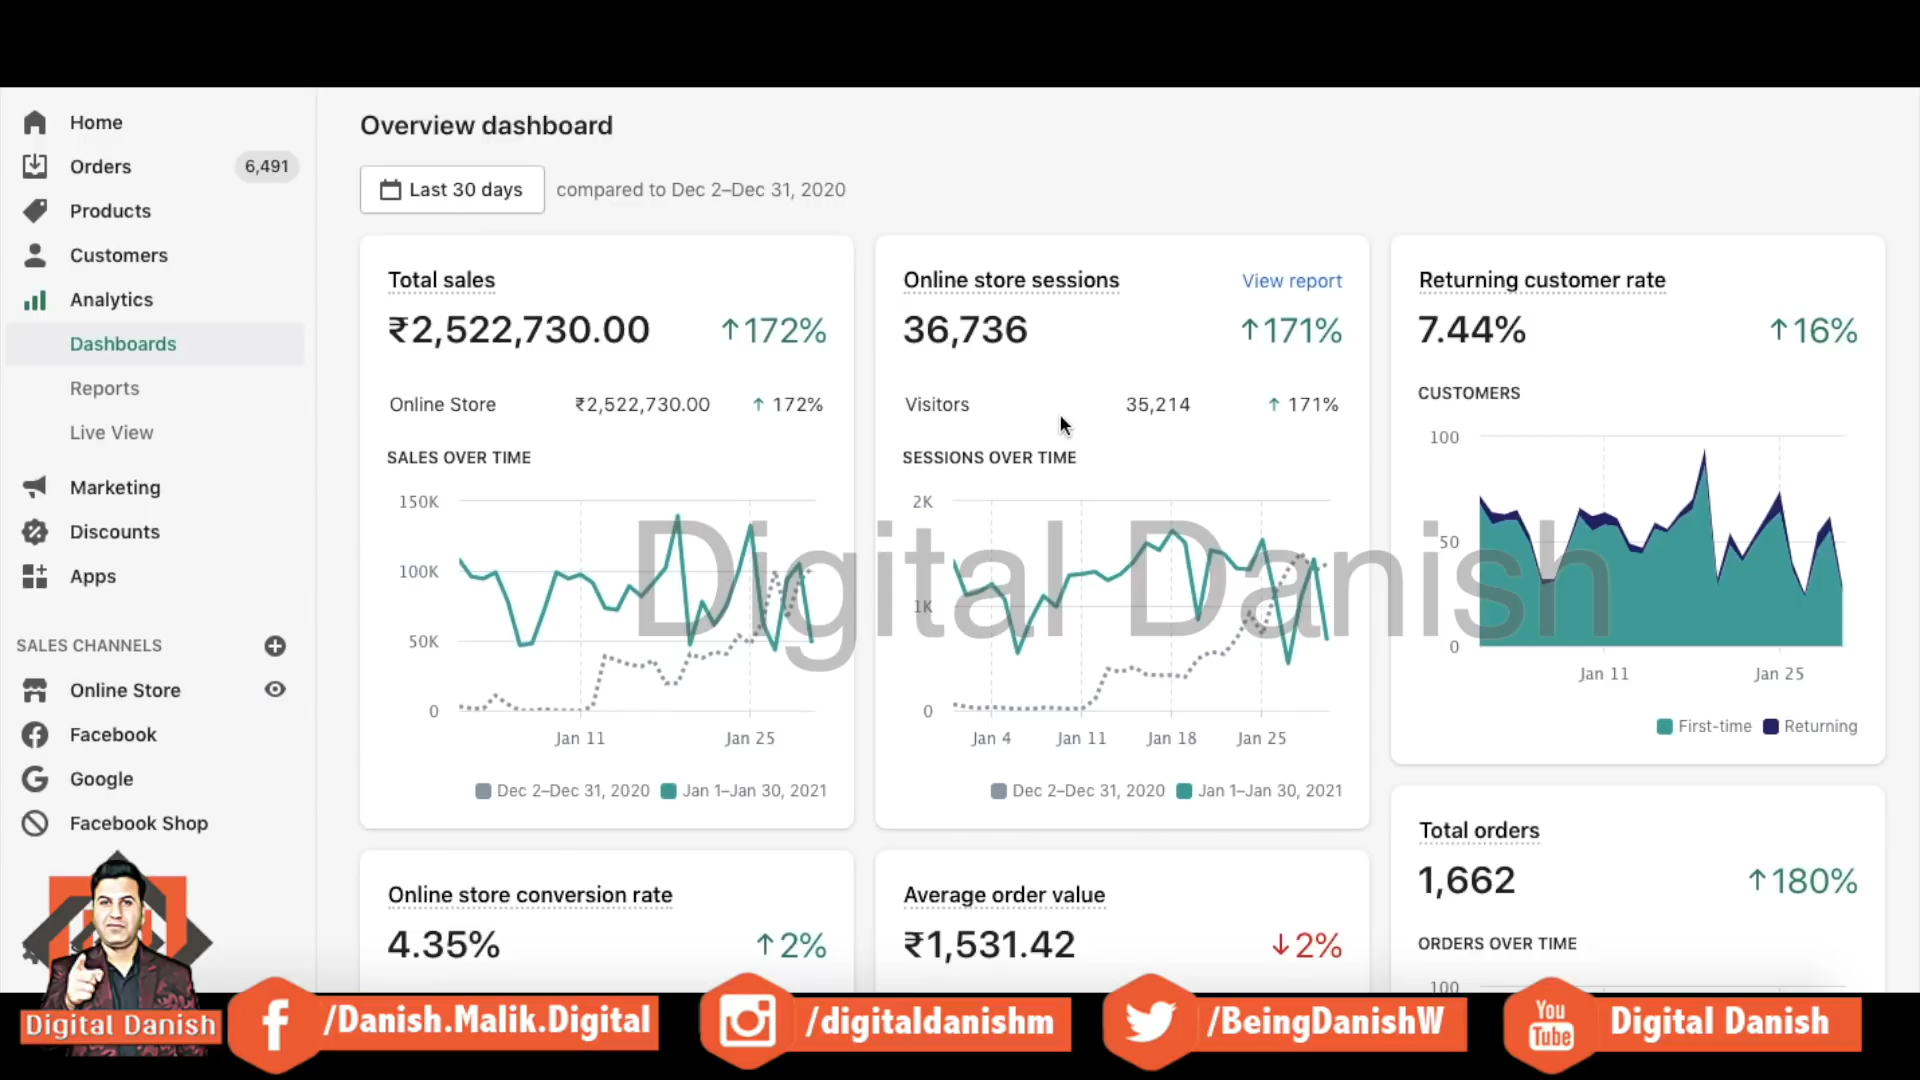 Home
Orders 6,491
Products
Customers
Analytics
Dashboards
Reports
Live View
Marketing
Discounts
Apps
SALES CHANNELS
Online Store
Facebook
Google
Facebook Shop
Overview dashboard
Last 30 days compared to Dec 2–Dec 31, 2020
Total sales
₹2,522,730.00 ↑172%
Online Store ₹2,522,730.00 ↑ 172%
SALES OVER TIME
150K
100K
50K
0
Jan 11 Jan 25
Dec 2–Dec 31, 2020 Jan 1–Jan 30, 2021
Online store sessions View report
36,736 ↑171%
Visitors 35,214 ↑ 171%
SESSIONS OVER TIME
2K
1K
0
Jan 4 Jan 11 Jan 18 Jan 25
Dec 2–Dec 31, 2020 Jan 1–Jan 30, 2021
Returning customer rate
7.44% ↑16%
CUSTOMERS
100
50
0
Jan 11 Jan 25
First-time Returning
Digital Danish
Online store conversion rate
4.35% ↑2%
Average order value
₹1,531.42 ↓2%
Total orders
1,662 ↑180%
ORDERS OVER TIME
100
Digital Danish
/Danish.Malik.Digital
/digitaldanishm
/BeingDanishW
You
Tube
Digital Danish